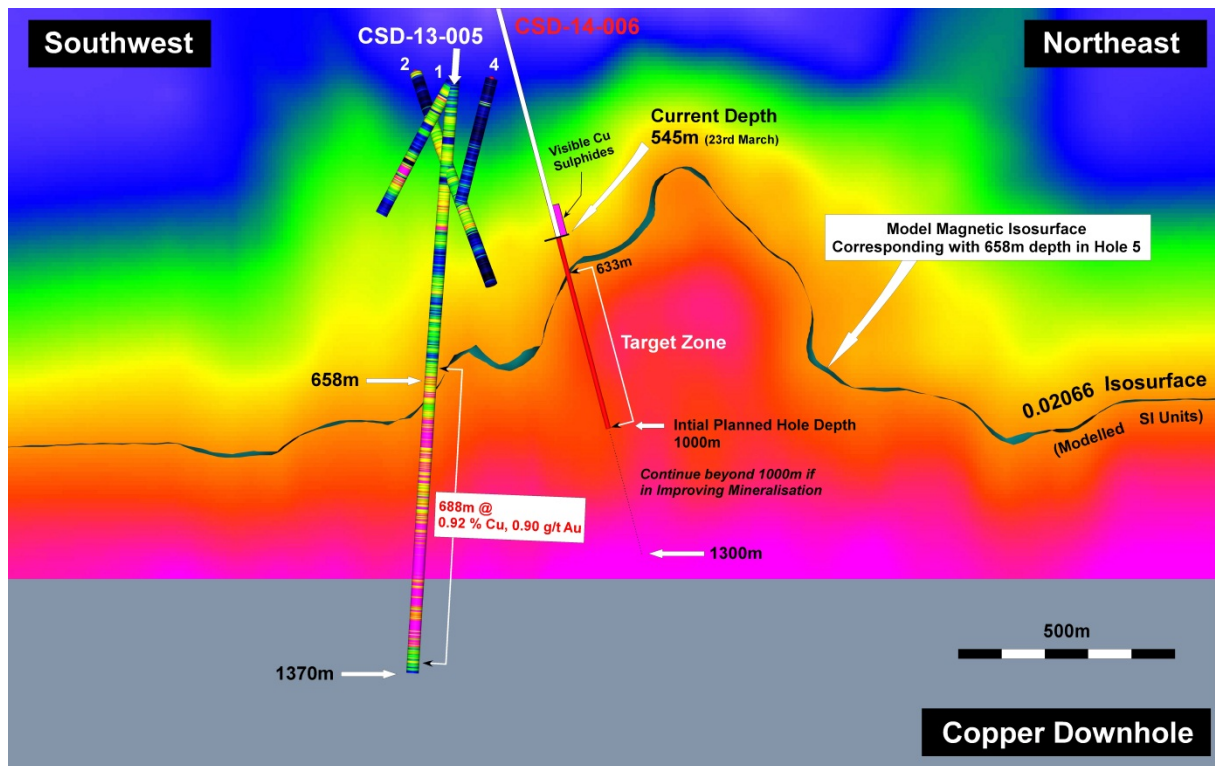 Southwest
CSD-14-006
Northeast
CSD-13-005
2
1
4
Current Depth
545m (23rd March)
Visible Cu
Sulphides
Model Magnetic Isosurface
Corresponding with 658m depth in Hole 5
633m
Target Zone
658m
0.02066 Isosurface
(Modelled SI Units)
Intial Planned Hole Depth
1000m
Continue beyond 1000m if
in Improving Mineralisation
688m @
0.92 % Cu, 0.90 g/t Au
1300m
500m
1370m
Copper Downhole